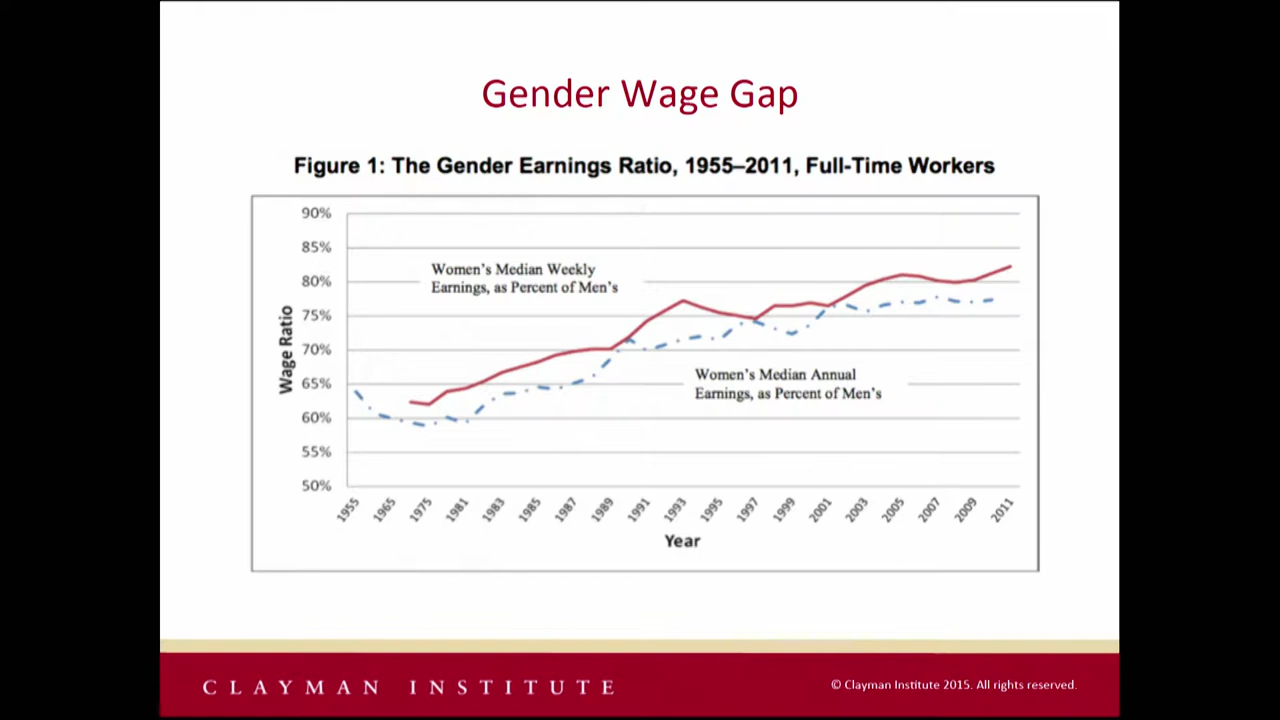 Gender Wage Gap
Figure 1: The Gender Earnings Ratio, 1955–2011, Full-Time Workers
90%
85%
80%
75%
70%
65%
60%
55%
50%
Wage Ratio
Women's Median Weekly
Earnings, as Percent of Men's
Women's Median Annual
Earnings, as Percent of Men's
1955
1965
1975
1981
1983
1985
1987
1989
1991
1993
1995
1997
1999
2001
2003
2005
2007
2009
2011
Year
CLAYMAN INSTITUTE
© Clayman Institute 2015. All rights reserved.